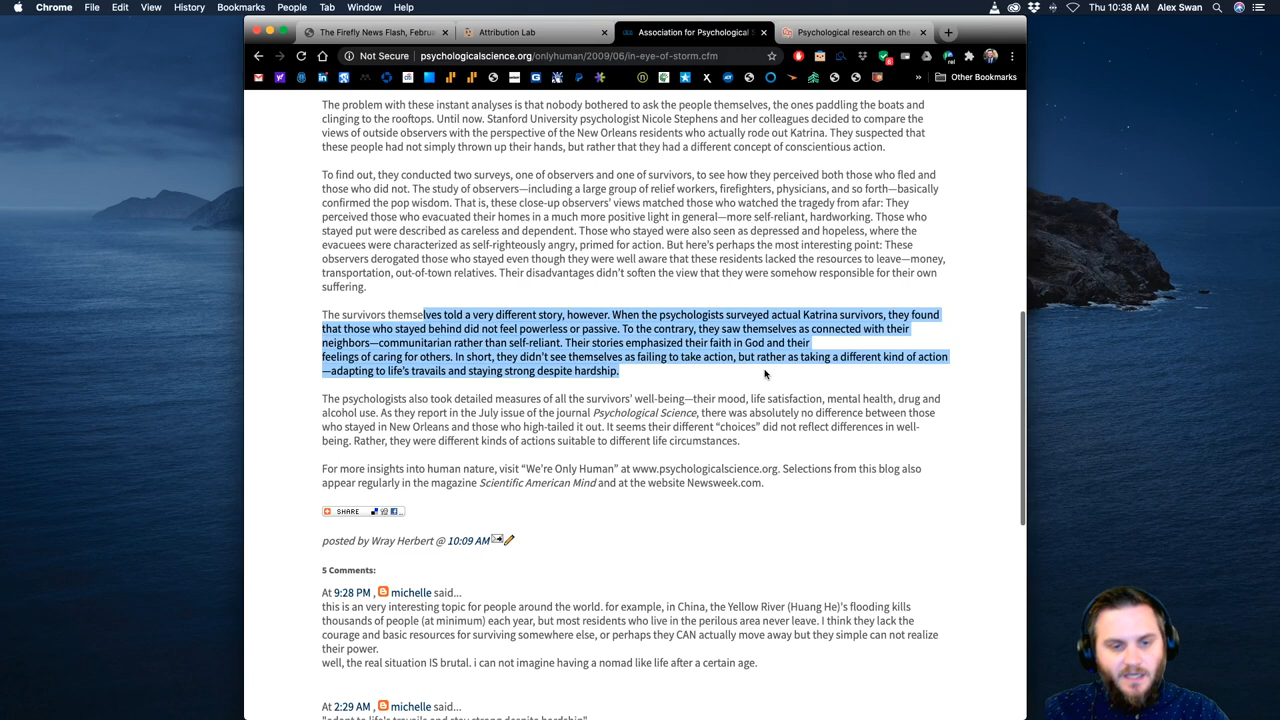 Chrome File Edit View History Bookmarks People Tab Window Help
Thu 10:38 AM Alex Swan
The Firefly News Flash, Februa
Attribution Lab
Association for Psychological S
Psychological research on the
Not Secure psychologicalscience.org/onlyhuman/2009/06/in-eye-of-storm.cfm
Other Bookmarks
The problem with these instant analyses is that nobody bothered to ask the people themselves, the ones paddling the boats and
clinging to the rooftops. Until now. Stanford University psychologist Nicole Stephens and her colleagues decided to compare the
views of outside observers with the perspective of the New Orleans residents who actually rode out Katrina. They suspected that
these people had not simply thrown up their hands, but rather that they had a different concept of conscientious action.
To find out, they conducted two surveys, one of observers and one of survivors, to see how they perceived both those who fled and
those who did not. The study of observers—including a large group of relief workers, firefighters, physicians, and so forth—basically
confirmed the pop wisdom. That is, these close-up observers’ views matched those who watched the tragedy from afar: They
perceived those who evacuated their homes in a much more positive light in general—more self-reliant, hardworking. Those who
stayed put were described as careless and dependent. Those who stayed were also seen as depressed and hopeless, where the
evacuees were characterized as self-righteously angry, primed for action. But here’s perhaps the most interesting point: These
observers derogated those who stayed even though they were well aware that these residents lacked the resources to leave—money,
transportation, out-of-town relatives. Their disadvantages didn’t soften the view that they were somehow responsible for their own
suffering.
The survivors themselves told a very different story, however. When the psychologists surveyed actual Katrina survivors, they found
that those who stayed behind did not feel powerless or passive. To the contrary, they saw themselves as connected with their
neighbors—communitarian rather than self-reliant. Their stories emphasized their faith in God and their
feelings of caring for others. In short, they didn’t see themselves as failing to take action, but rather as taking a different kind of action
—adapting to life’s travails and staying strong despite hardship.
The psychologists also took detailed measures of all the survivors’ well-being—their mood, life satisfaction, mental health, drug and
alcohol use. As they report in the July issue of the journal Psychological Science, there was absolutely no difference between those
who stayed in New Orleans and those who high-tailed it out. It seems their different “choices” did not reflect differences in well-
being. Rather, they were different kinds of actions suitable to different life circumstances.
For more insights into human nature, visit “We’re Only Human” at www.psychologicalscience.org. Selections from this blog also
appear regularly in the magazine Scientific American Mind and at the website Newsweek.com.
SHARE
posted by Wray Herbert @ 10:09 AM
5 Comments:
At 9:28 PM , michelle said...
this is an very interesting topic for people around the world. for example, in China, the Yellow River (Huang He)'s flooding kills
thousands of people (at minimum) each year, but most residents who live in the perilous area never leave. I think they lack the
courage and basic resources for surviving somewhere else, or perhaps they CAN actually move away but they simple can not realize
their power.
well, the real situation IS brutal. i can not imagine having a nomad like life after a certain age.
At 2:29 AM , michelle said...
"adapt to life's travails and stay strong despite hardship"